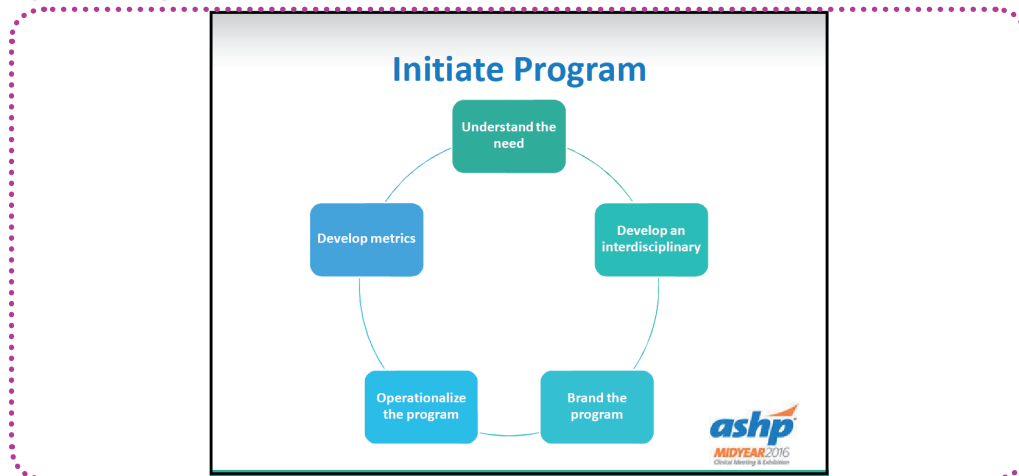 Initiate Program
Understand the
need
Develop an
interdisciplinary
Brand the
program
Operationalize
the program
Develop metrics
ashp
MIDYEAR2016
Clinical Meeting & Exhibition